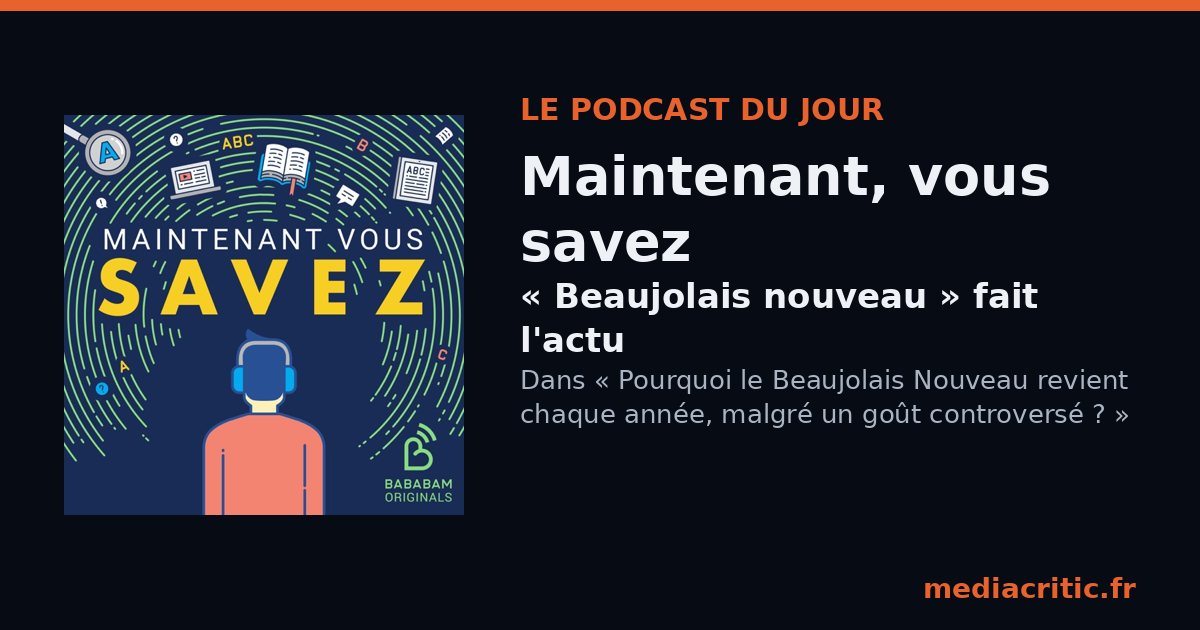 LE PODCAST DU JOUR
Maintenant, vous
savez
« Beaujolais nouveau » fait
l'actu
Dans « Pourquoi le Beaujolais Nouveau revient
chaque année, malgré un goût controversé ? »
A
?
ABC
B
ABC
!
MAINTENANT VOUS
SAVEZ
A
?
C
B
BABABAM
ORIGINALS
mediacritic.fr